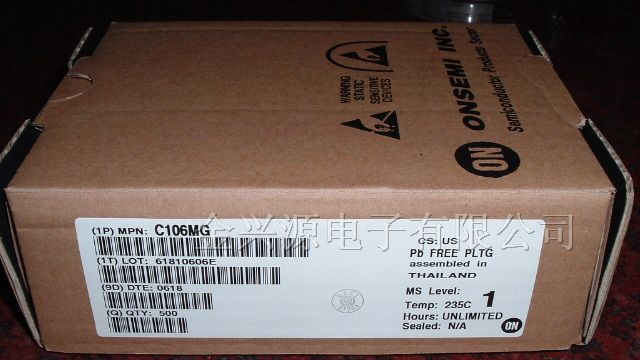 WARNING
STATIC
SENSITIVE
DEVICES
ON
ONSEMI INC.
Semiconductor Products Sector
金兴源电子有限公司
(1P) MPN: C106MG
(1T) LOT: 61810606E
(9D) DTE: 0618
(Q) QTY: 500
CS: US
Pb FREE PLTG
assembled in
THAILAND
MS Level: 1
Temp: 235C
Hours: UNLIMITED
Sealed: N/A
ON